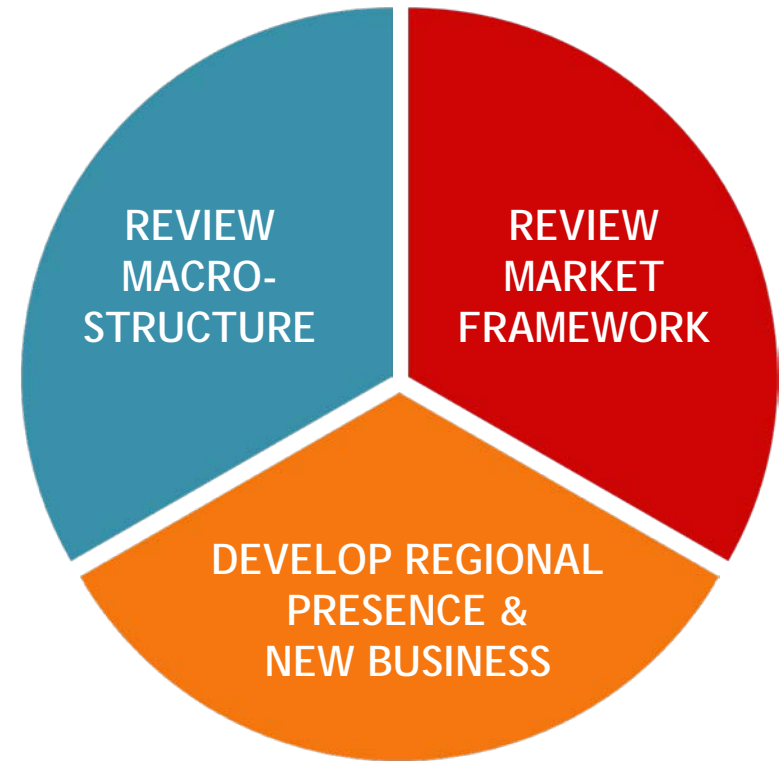 REVIEW
MACRO-
STRUCTURE
REVIEW
MARKET
FRAMEWORK
DEVELOP REGIONAL
PRESENCE &
NEW BUSINESS